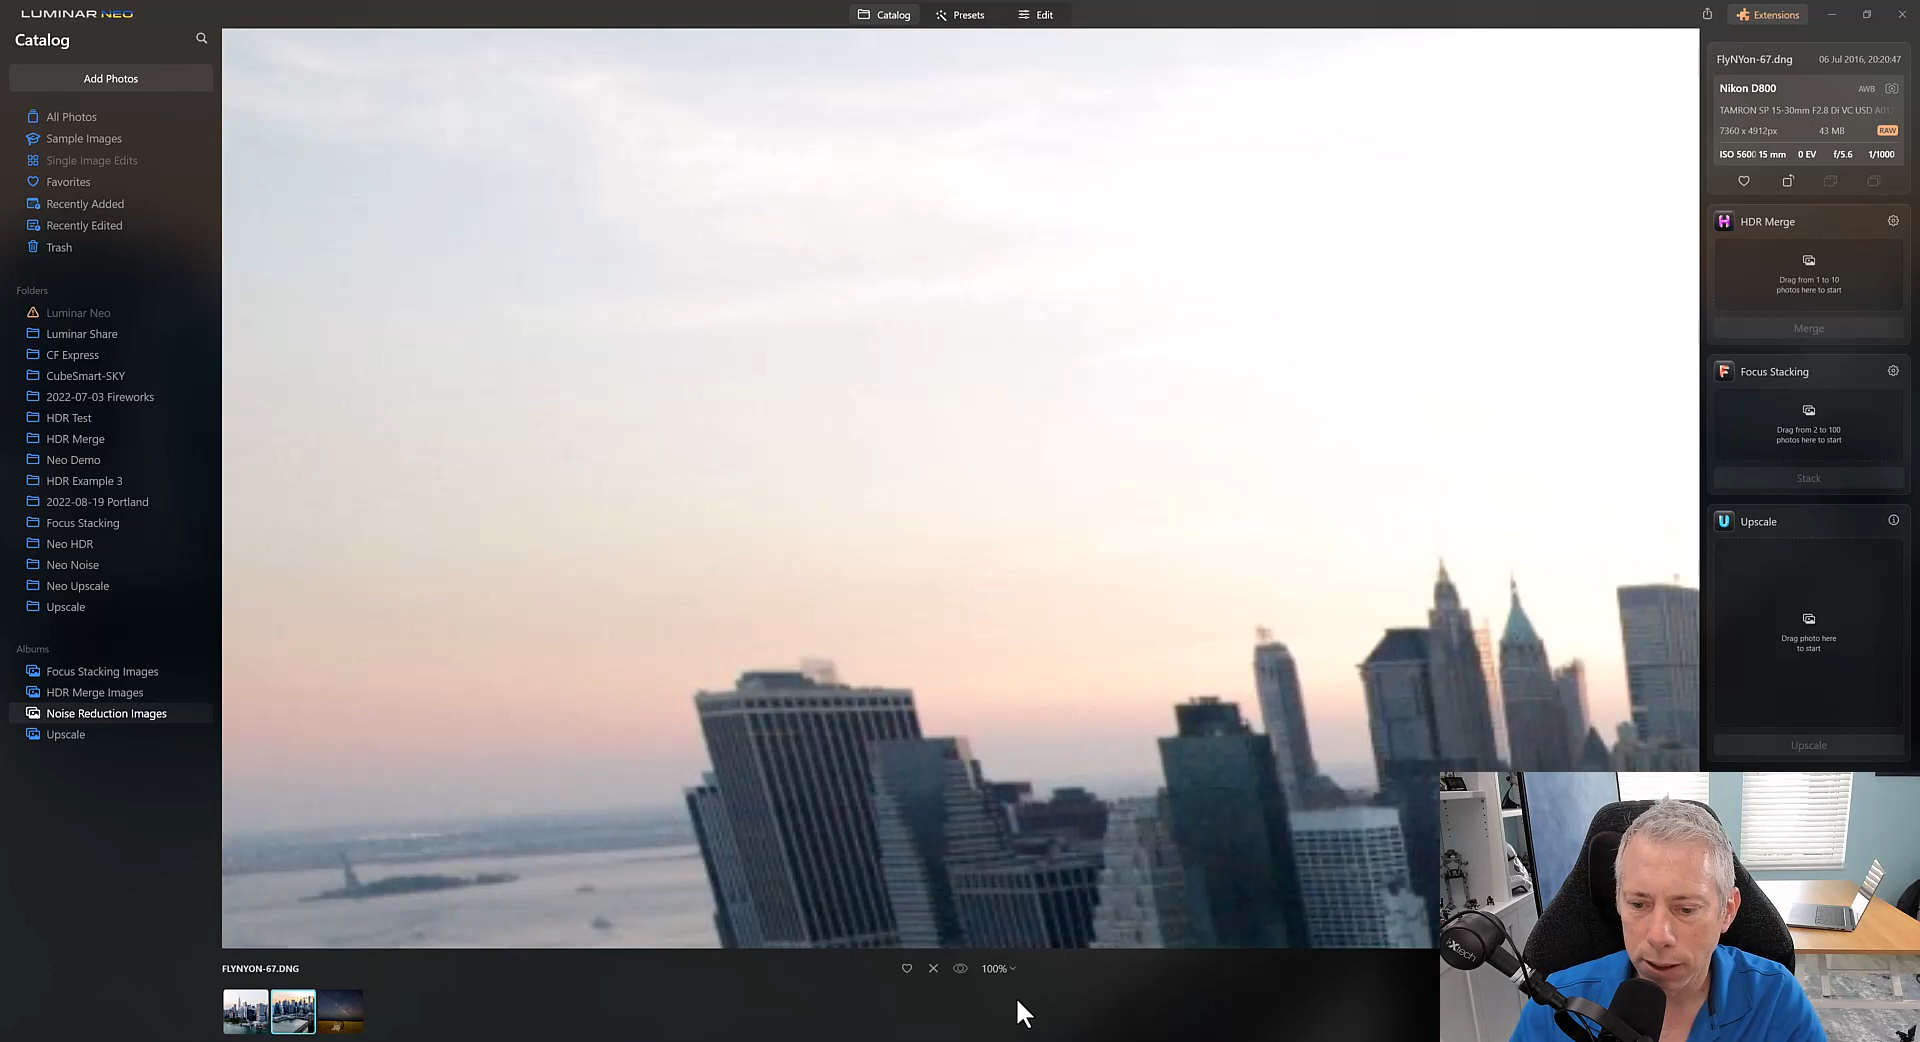 LUMINAR NEO
Catalog
Presets
Edit
Extensions
Catalog
Add Photos
All Photos
Sample Images
Single Image Edits
Favorites
Recently Added
Recently Edited
Trash
Folders
Luminar Neo
Luminar Share
CF Express
CubeSmart-SKY
2022-07-03 Fireworks
HDR Test
HDR Merge
Neo Demo
HDR Example 3
2022-08-19 Portland
Focus Stacking
Neo HDR
Neo Noise
Neo Upscale
Upscale
Albums
Focus Stacking Images
HDR Merge Images
Noise Reduction Images
Upscale
FLYNYON-67.DNG
100%
FlyNYon-67.dng 06 Jul 2016, 20:20:47
Nikon D800 AWB
TAMRON SP 15-30mm F2.8 Di VC USD
7360 x 4912px 43 MB RAW
ISO 5600 15 mm 0 EV f/5.6 1/1000
HDR Merge
Drag from 1 to 10
photos here to start
Merge
F Focus Stacking
Drag from 2 to 100
photos here to start
Stack
U Upscale
Drag photo here
to start
Upscale